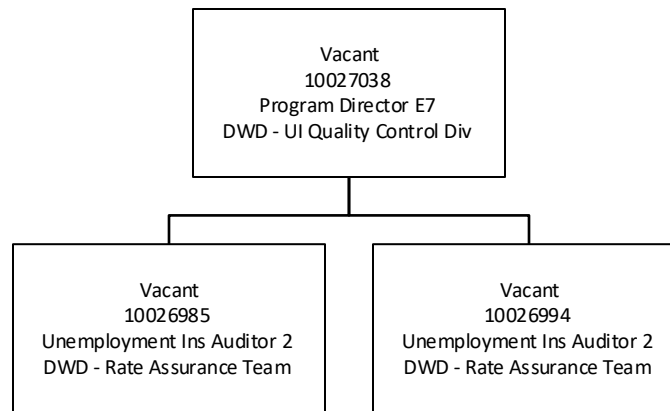 Vacant
10027038
Program Director E7
DWD - UI Quality Control Div
Vacant
10026985
Unemployment Ins Auditor 2
DWD - Rate Assurance Team
Vacant
10026994
Unemployment Ins Auditor 2
DWD - Rate Assurance Team